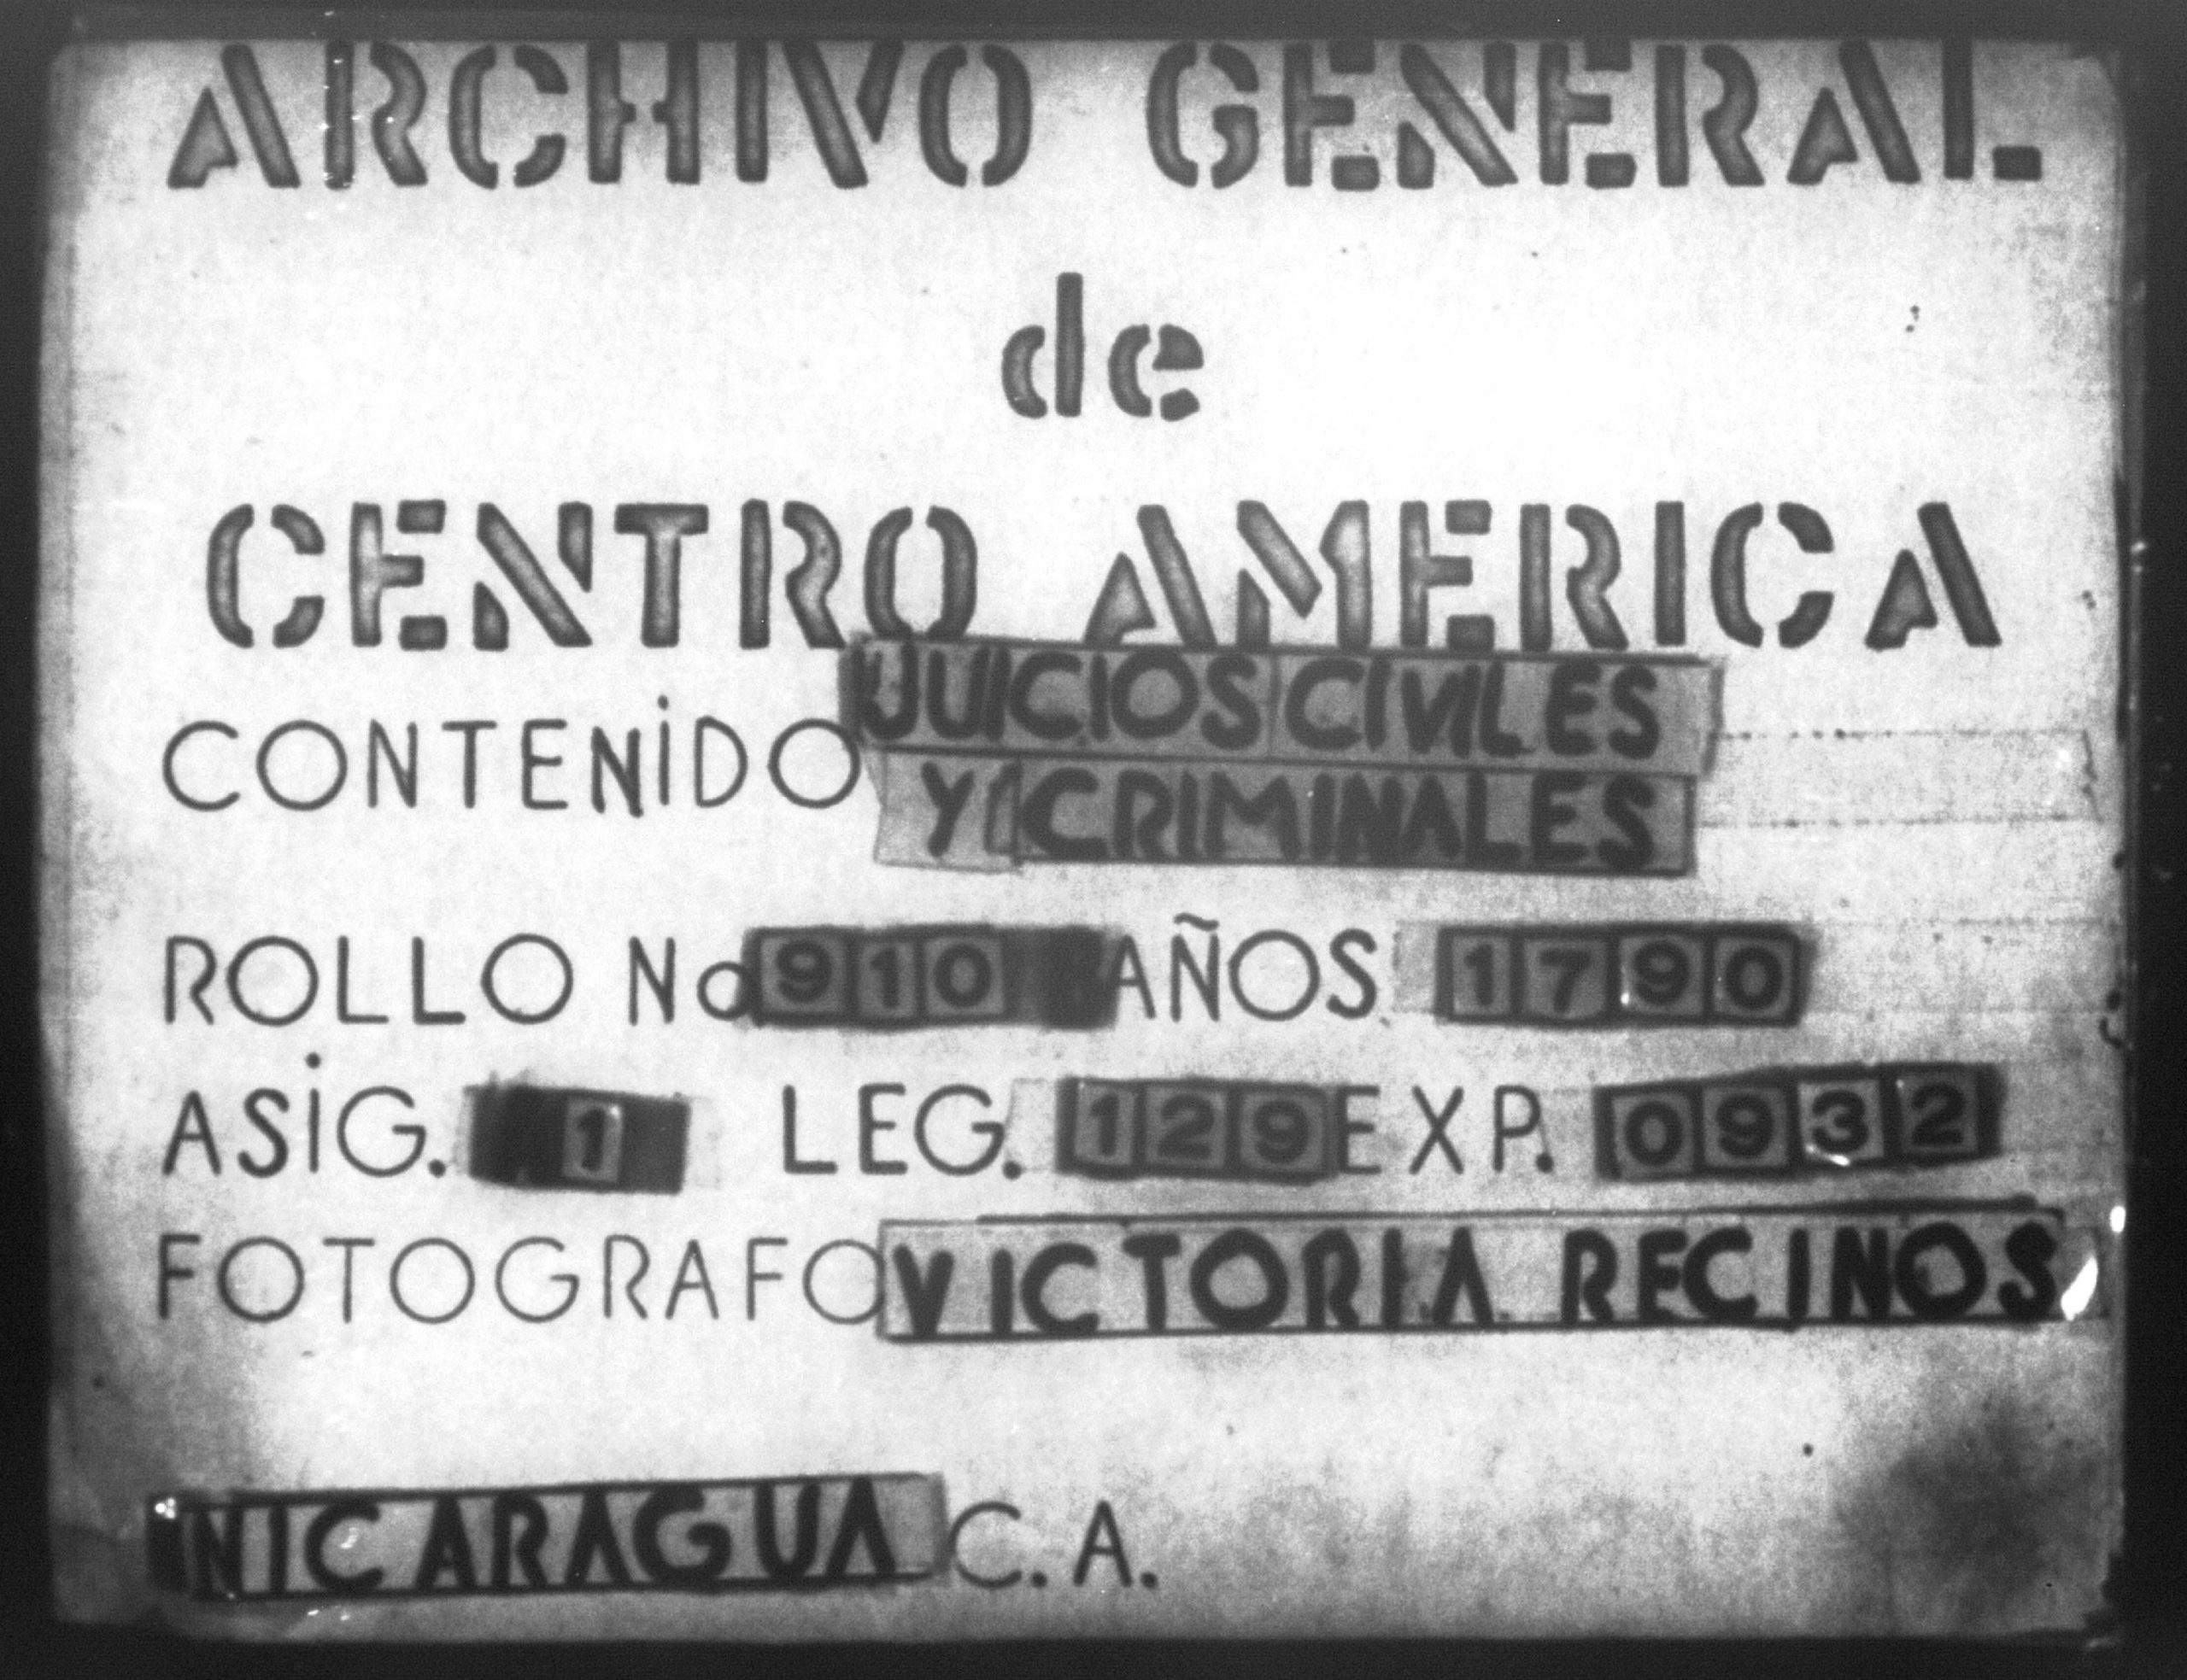 ARCHIVO GENERAL
de
CENTRO AMERICA
CONTENIDO JUICIOS CIVILES
Y CRIMINALES
ROLLO No 910 AÑOS 1790
ASIG. 1 LEG. 129 EXP. 0932
FOTOGRAFO VICTORIA RECINOS
NICARAGUA C.A.